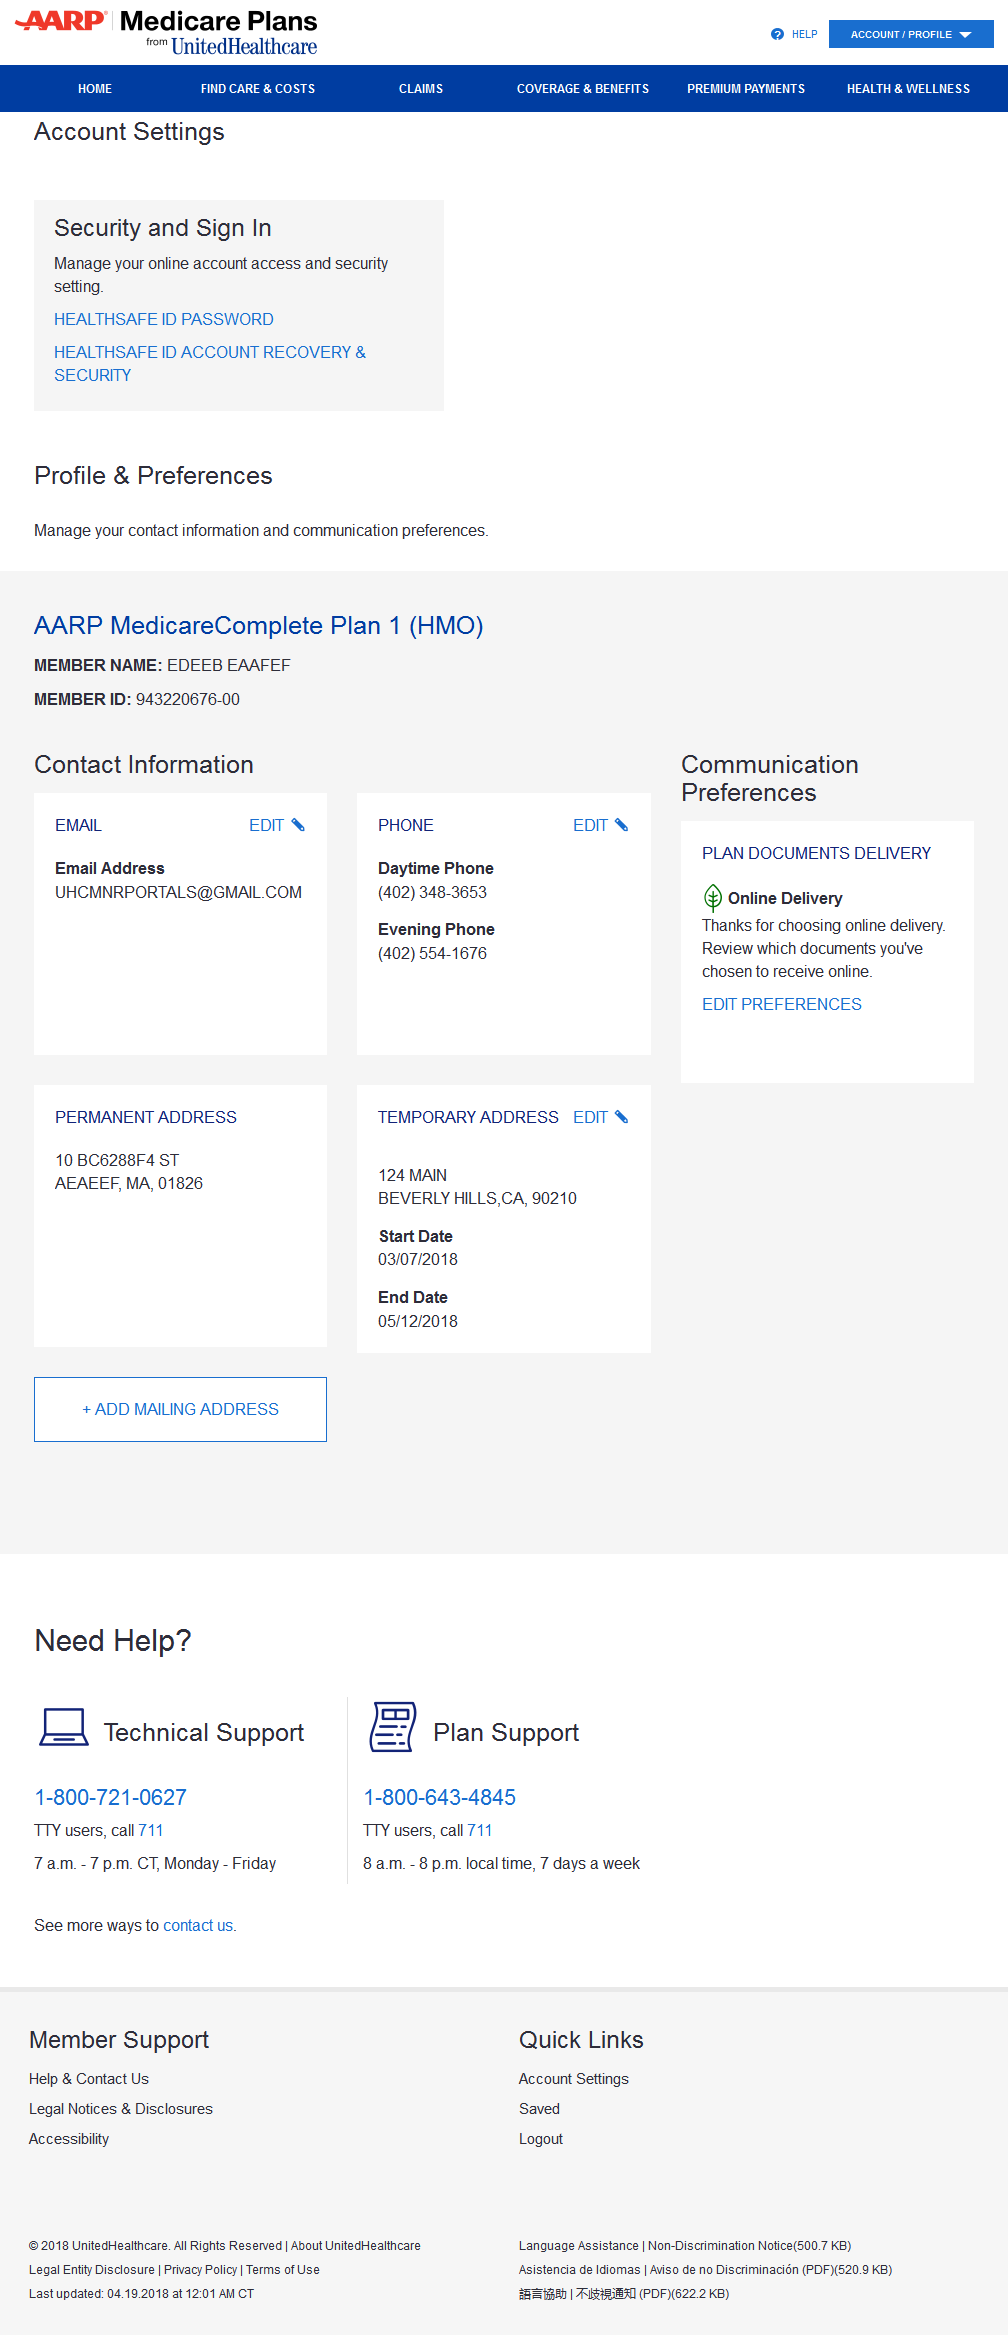 AARP Medicare Plans
from UnitedHealthcare
HELP
ACCOUNT / PROFILE
HOME
FIND CARE & COSTS
CLAIMS
COVERAGE & BENEFITS
PREMIUM PAYMENTS
HEALTH & WELLNESS
Account Settings
Security and Sign In
Manage your online account access and security
setting.
HEALTHSAFE ID PASSWORD
HEALTHSAFE ID ACCOUNT RECOVERY &
SECURITY
Profile & Preferences
Manage your contact information and communication preferences.
AARP MedicareComplete Plan 1 (HMO)
MEMBER NAME: EDEEB EAAFEF
MEMBER ID: 943220676-00
Contact Information
EMAIL
EDIT
Email Address
UHCMNRPORTALS@GMAIL.COM
PHONE
EDIT
Daytime Phone
(402) 348-3653
Evening Phone
(402) 554-1676
Communication
Preferences
PLAN DOCUMENTS DELIVERY
Online Delivery
Thanks for choosing online delivery.
Review which documents you've
chosen to receive online.
EDIT PREFERENCES
PERMANENT ADDRESS
10 BC6288F4 ST
AEAEEF, MA, 01826
TEMPORARY ADDRESS
EDIT
124 MAIN
BEVERLY HILLS,CA, 90210
Start Date
03/07/2018
End Date
05/12/2018
+ ADD MAILING ADDRESS
Need Help?
Technical Support
1-800-721-0627
TTY users, call 711
7 a.m. - 7 p.m. CT, Monday - Friday
Plan Support
1-800-643-4845
TTY users, call 711
8 a.m. - 8 p.m. local time, 7 days a week
See more ways to contact us.
Member Support
Help & Contact Us
Legal Notices & Disclosures
Accessibility
Quick Links
Account Settings
Saved
Logout
© 2018 UnitedHealthcare. All Rights Reserved | About UnitedHealthcare
Legal Entity Disclosure | Privacy Policy | Terms of Use
Last updated: 04.19.2018 at 12:01 AM CT
Language Assistance | Non-Discrimination Notice(500.7 KB)
Asistencia de Idiomas | Aviso de no Discriminación (PDF)(520.9 KB)
語言協助 | 不歧視通知 (PDF)(622.2 KB)